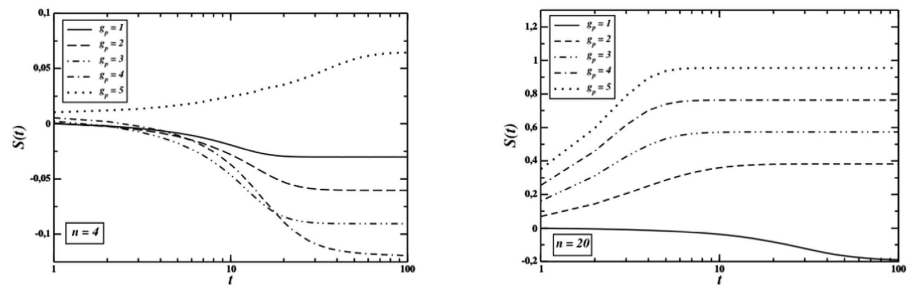 0,1
0,05
0
-0,05
-0,1
S(t)
g_p = 1
g_p = 2
g_p = 3
g_p = 4
g_p = 5
n = 4
1 10 100
t
1,2
1
0,8
0,6
0,4
0,2
0
-0,2
S(t)
g_p = 1
g_p = 2
g_p = 3
g_p = 4
g_p = 5
n = 20
1 10 100
t